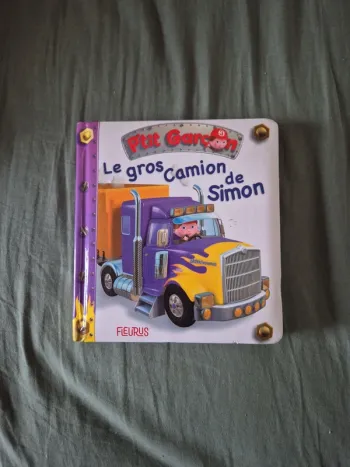 P'tit Garçon
Le gros Camion
de
Simon
FLEURUS